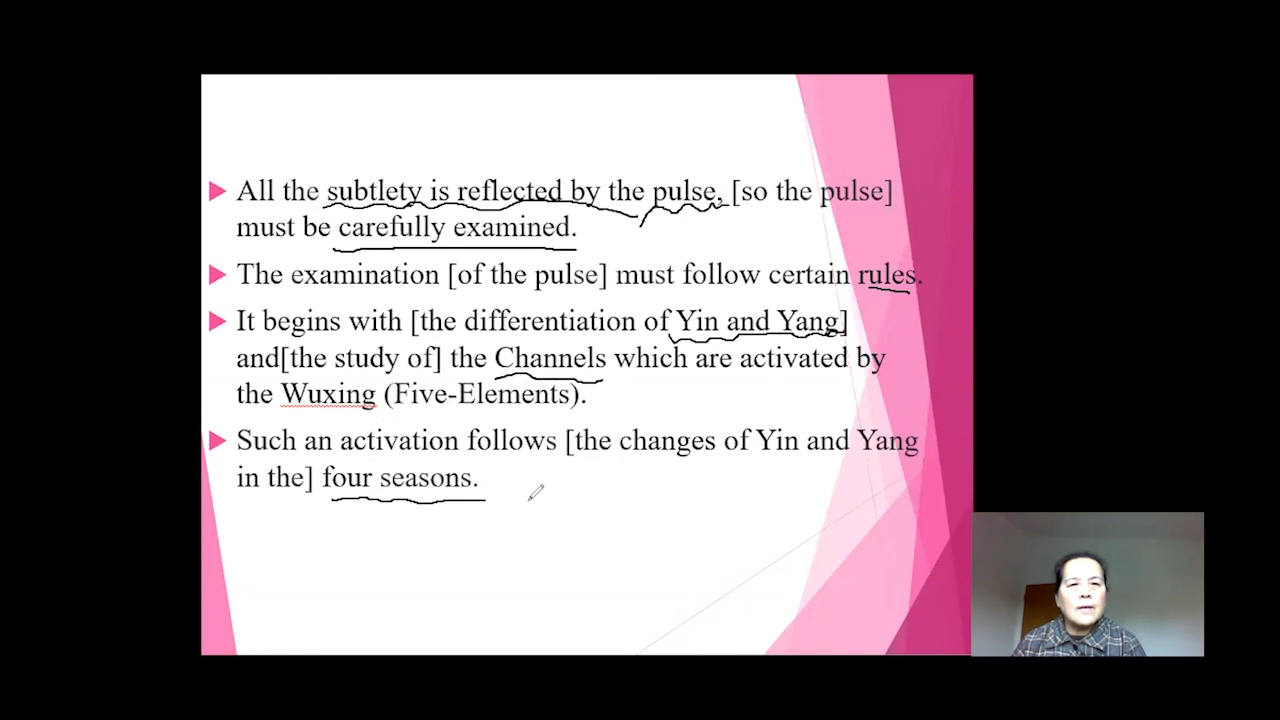 All the subtlety is reflected by the pulse, [so the pulse]
must be carefully examined.
The examination [of the pulse] must follow certain rules.
It begins with [the differentiation of Yin and Yang]
and[the study of] the Channels which are activated by
the Wuxing (Five-Elements).
Such an activation follows [the changes of Yin and Yang
in the] four seasons.